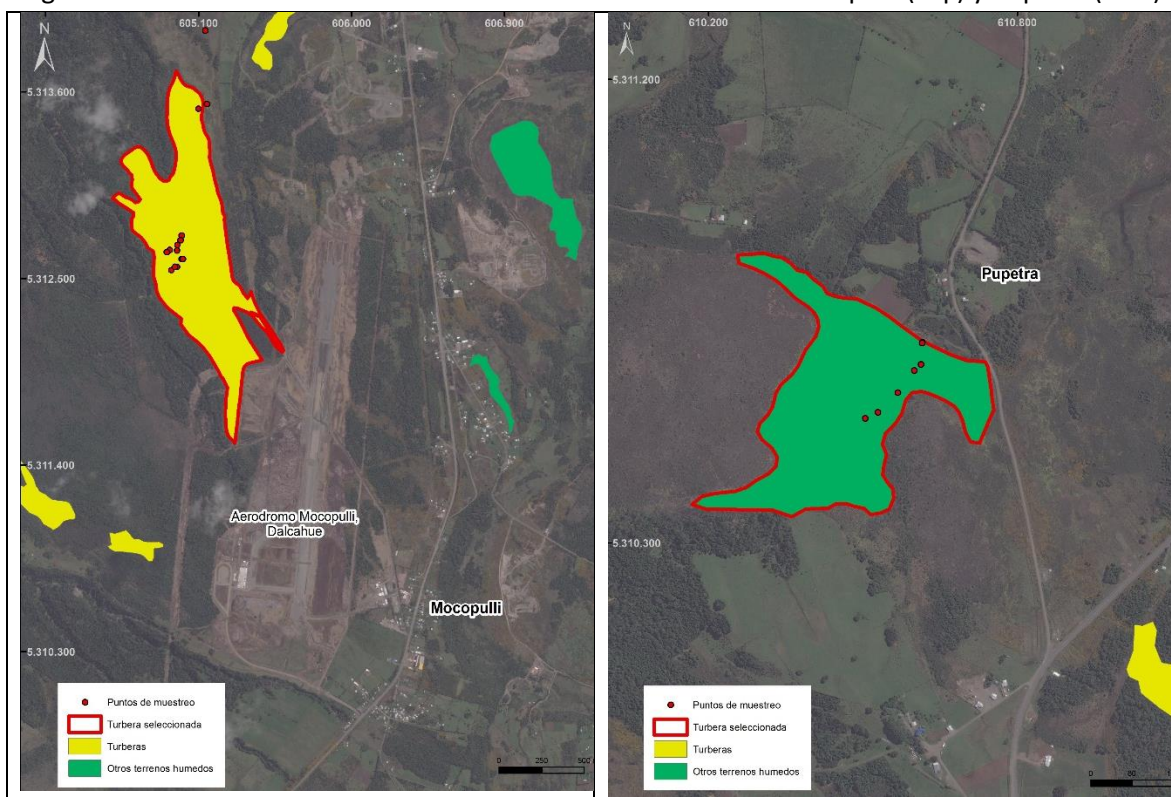 605.100 606.000 606.900
N
5.313.600
5.312.500
5.311.400
Aerodromo Mocopulli,
Dalcahue
Mocopulli
5.310.300
Puntos de muestreo
Turbera seleccionada
Turberas
Otros terrenos humedos
0 250 500
610.200 610.800
N
5.311.200
Pupetra
5.310.300
Puntos de muestreo
Turbera seleccionada
Turberas
Otros terrenos humedos
0